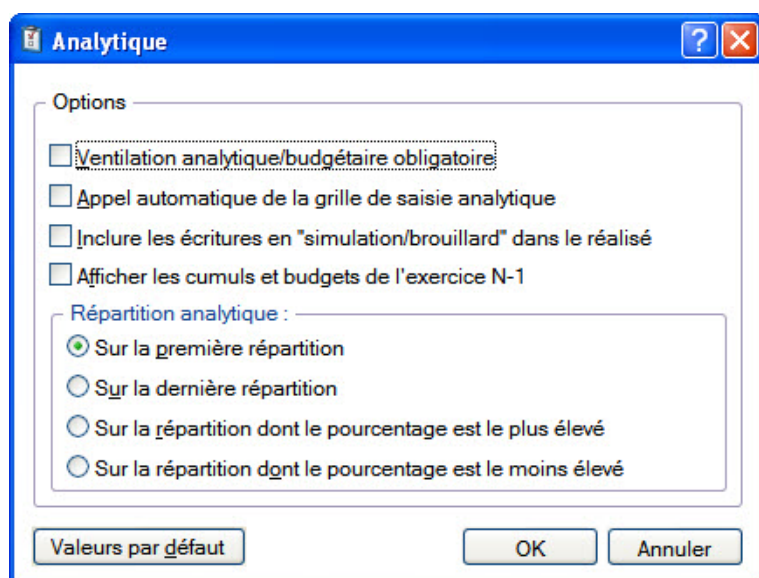 Analytique
Options
Ventilation analytique/budgétaire obligatoire
Appel automatique de la grille de saisie analytique
Inclure les écritures en "simulation/brouillard" dans le réalisé
Afficher les cumuls et budgets de l'exercice N-1
Répartition analytique :
Sur la première répartition
Sur la dernière répartition
Sur la répartition dont le pourcentage est le plus élevé
Sur la répartition dont le pourcentage est le moins élevé
Valeurs par défaut OK Annuler